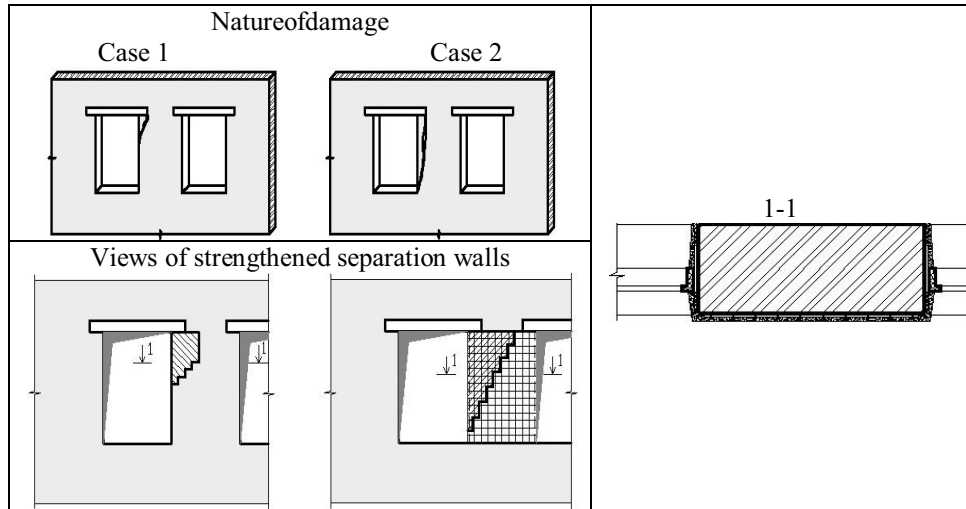 Natureofdamage
Case 1
Case 2
Views of strengthened separation walls
1
1
1
1
1-1